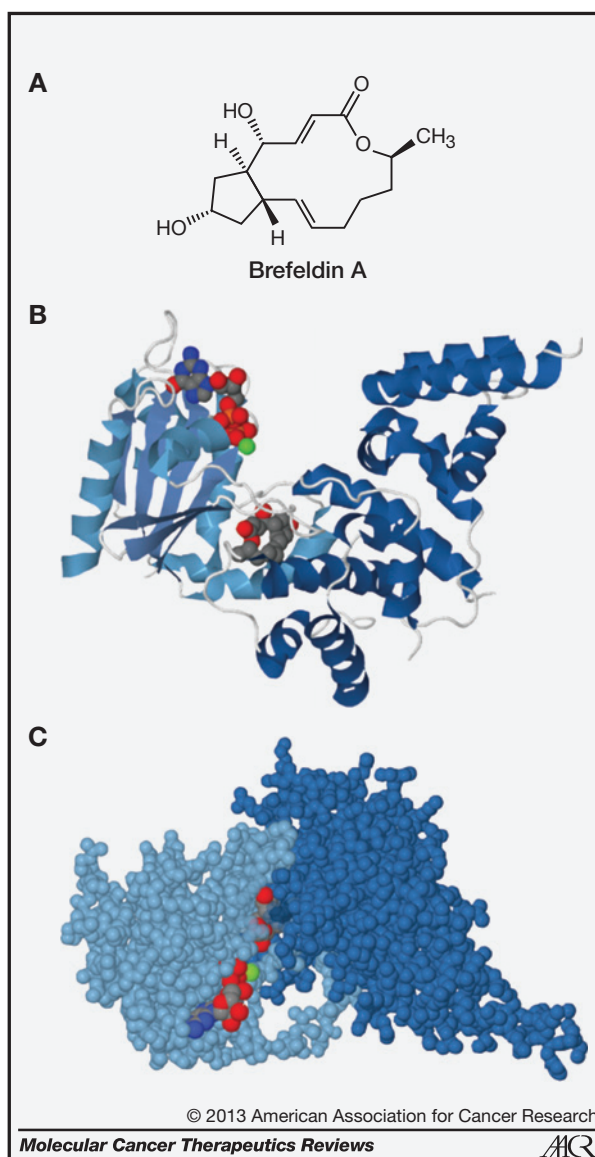 A
HO
O
H
O
CH₃
HO
H
Brefeldin A
B
C
© 2013 American Association for Cancer Research
Molecular Cancer Therapeutics Reviews
AACR